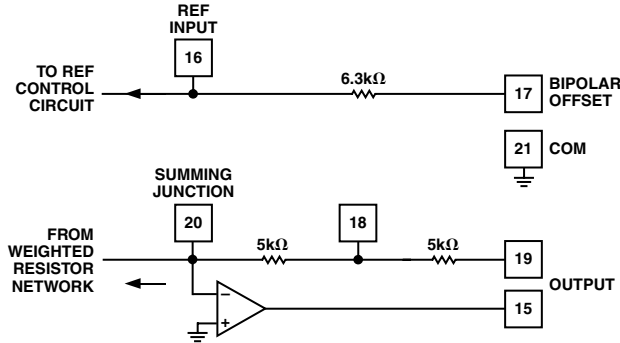 REF
INPUT
16
TO REF
CONTROL
CIRCUIT
6.3kΩ
17
BIPOLAR
OFFSET
21
COM
SUMMING
JUNCTION
20
18
FROM
WEIGHTED
RESISTOR
NETWORK
5kΩ
5kΩ
19
OUTPUT
15
–
+